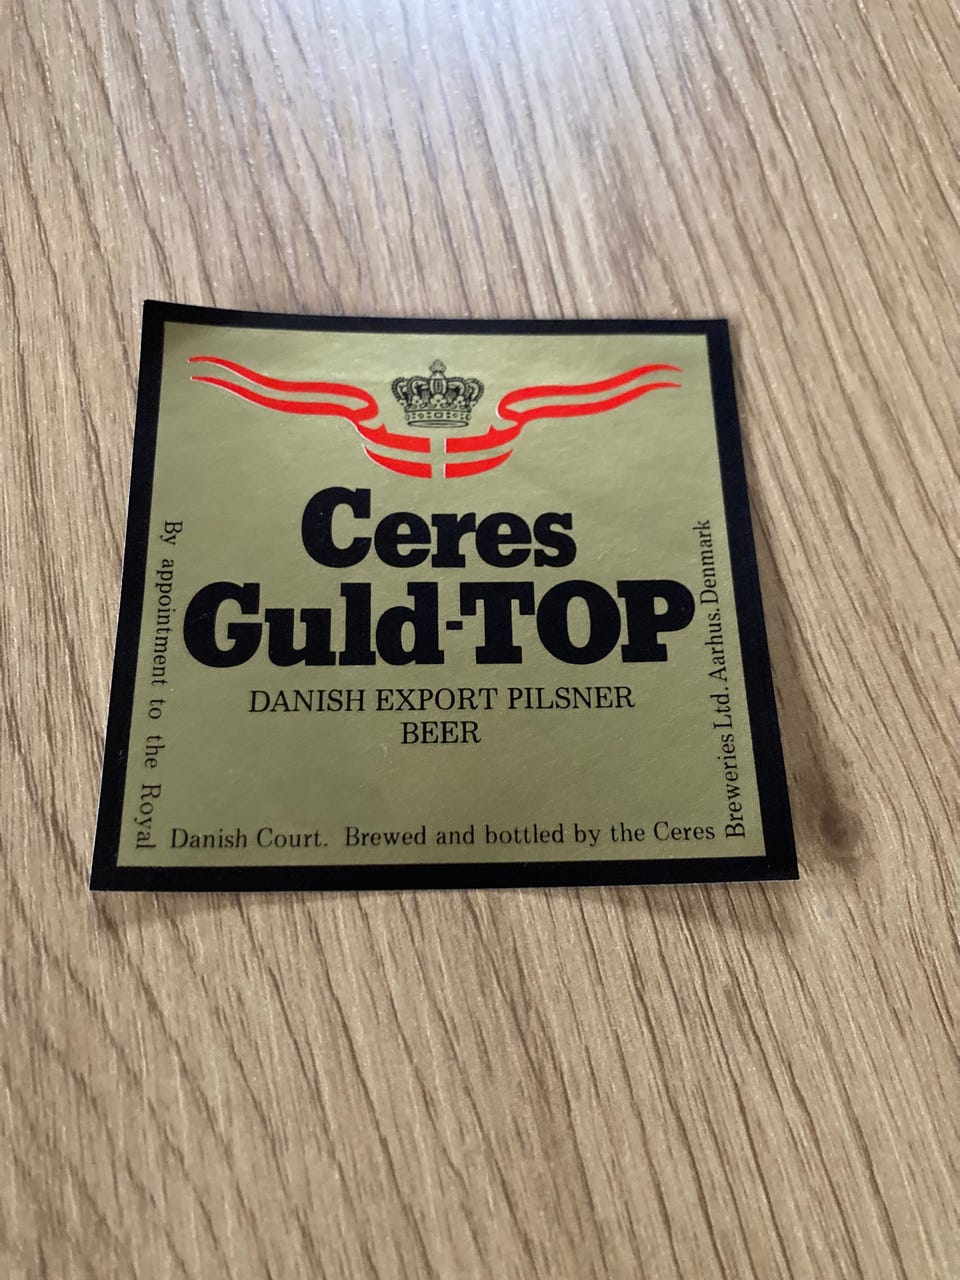 Ceres
Guld-TOP
DANISH EXPORT PILSNER
BEER
By appointment to the Royal
Danish Court. Brewed and bottled by the Ceres
Breweries Ltd. Aarhus. Denmark